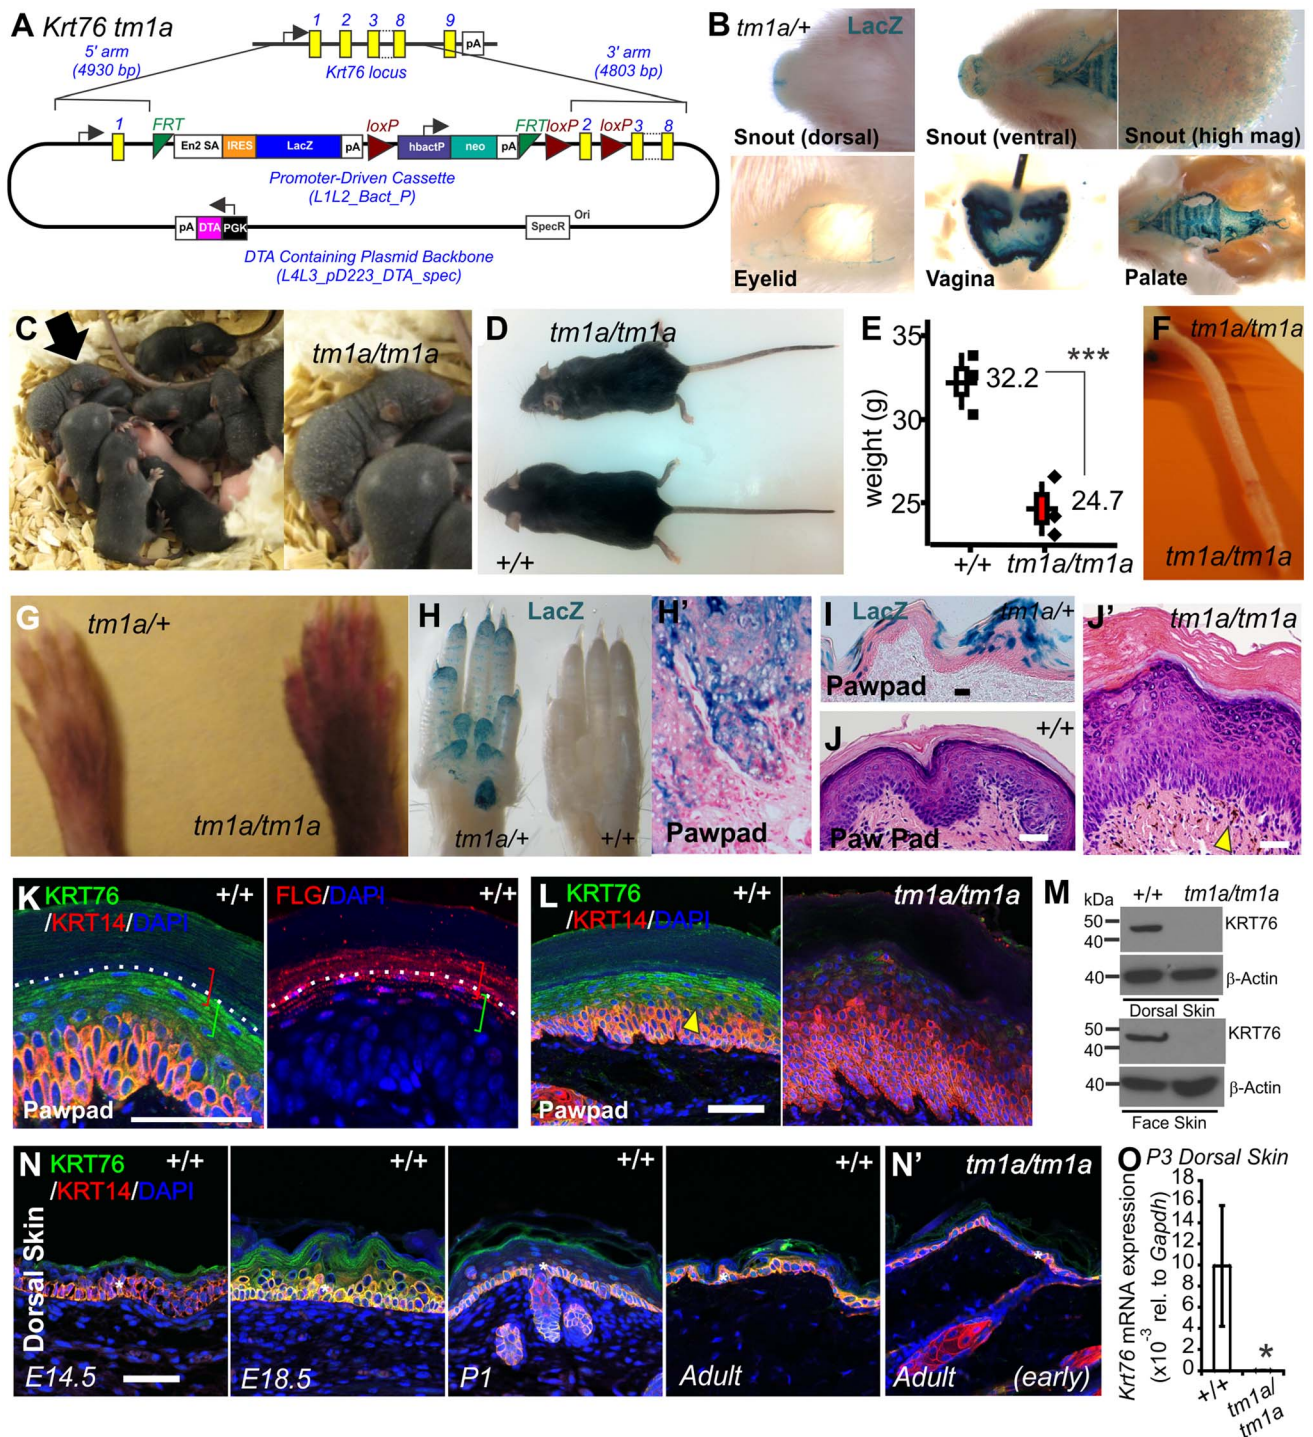 A Krt76 tm1a
1 2 3 8 9
pA
5' arm
(4930 bp)
Krt76 locus
3' arm
(4803 bp)
1 FRT loxP FRT loxP 2 loxP 3 8
En2 SA IRES LacZ pA hbactP neo pA
Promoter-Driven Cassette
(L1L2_Bact_P)
pA DTA PGK
SpecR Ori
DTA Containing Plasmid Backbone
(L4L3_pD223_DTA_spec)
B tm1a/+ LacZ
Snout (dorsal)
Snout (ventral)
Snout (high mag)
Eyelid
Vagina
Palate
C
tm1a/tm1a
D tm1a/tm1a
+/+
E
weight (g)
35
30
25
32.2
***
24.7
+/+ tm1a/tm1a
F tm1a/tm1a
tm1a/tm1a
G tm1a/+
tm1a/tm1a
H LacZ
tm1a/+ +/+
H'
Pawpad
I LacZ tm1a/+
Pawpad
J +/+
Paw Pad
J' tm1a/tm1a
K KRT76 +/+
/KRT14/DAPI
Pawpad
FLG/DAPI +/+
L KRT76 +/+
/KRT14/DAPI
Pawpad
tm1a/tm1a
M
kDa +/+ tm1a/tm1a
50
40
KRT76
40
β-Actin
Dorsal Skin
50
40
KRT76
40
β-Actin
Face Skin
N KRT76 +/+
/KRT14/DAPI
Dorsal Skin
*
E14.5
+/+
E18.5
+/+
*
P1
+/+
*
Adult
N' tm1a/tm1a
*
Adult (early)
O P3 Dorsal Skin
Krt76 mRNA expression
(x10⁻³ rel. to Gapdh)
18
16
14
12
10
8
6
4
2
0
*
+/+
tm1a/
tm1a